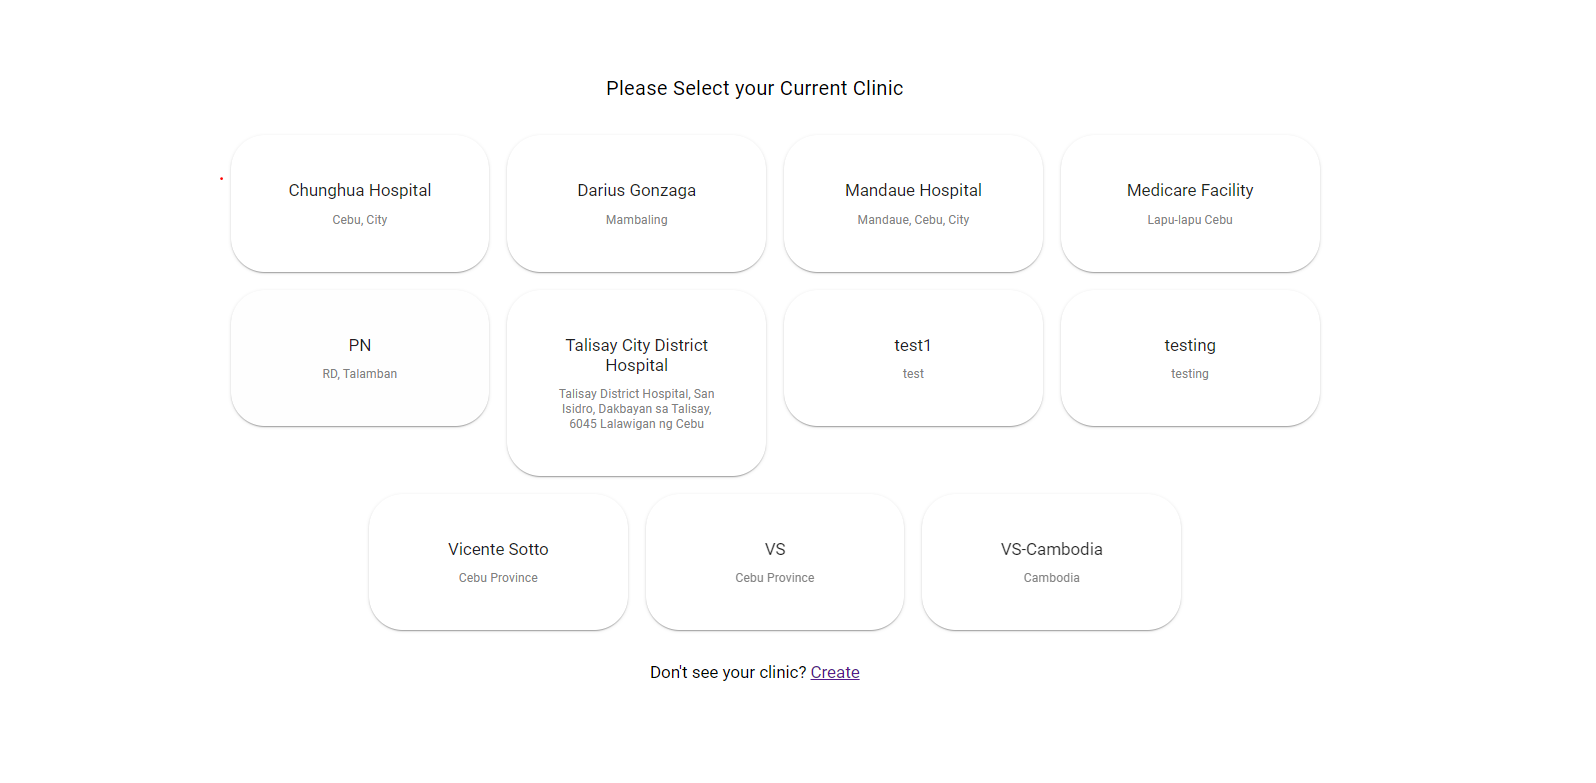 Please Select your Current Clinic
Chunghua Hospital
Cebu, City
Darius Gonzaga
Mambaling
Mandaue Hospital
Mandaue, Cebu, City
Medicare Facility
Lapu-lapu Cebu
PN
RD, Talamban
Talisay City District
Hospital
Talisay District Hospital, San
Isidro, Dakbayan sa Talisay,
6045 Lalawigan ng Cebu
test1
test
testing
testing
Vicente Sotto
Cebu Province
VS
Cebu Province
VS-Cambodia
Cambodia
Don't see your clinic? Create